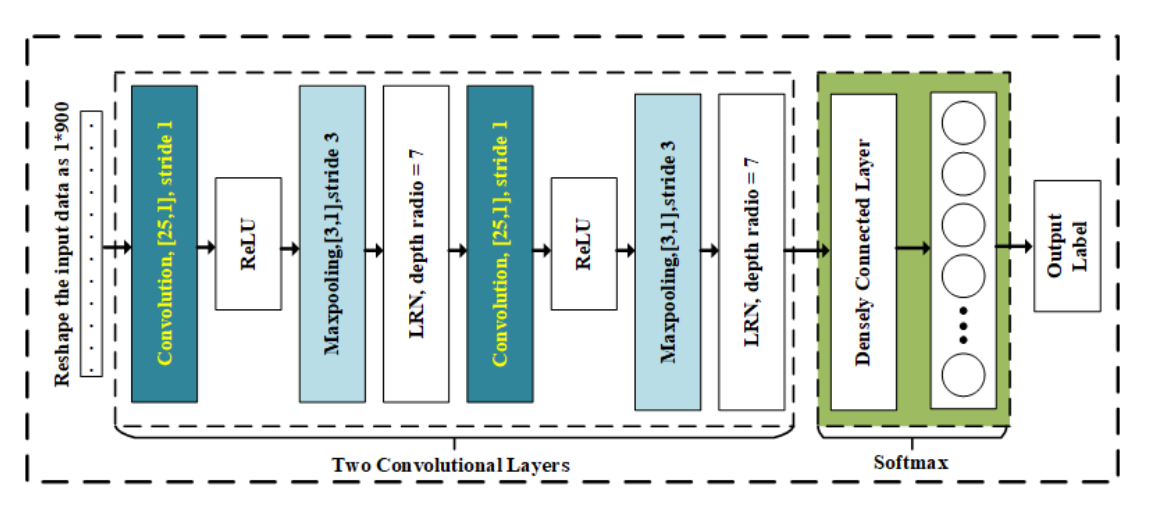 Reshape the input data as 1*900
Convolution, [25,1], stride 1
ReLU
Maxpooling,[3,1],stride 3
LRN, depth radio = 7
Convolution, [25,1], stride 1
ReLU
Maxpooling,[3,1],stride 3
LRN, depth radio = 7
Densely Connected Layer
Output
Label
Two Convolutional Layers
Softmax